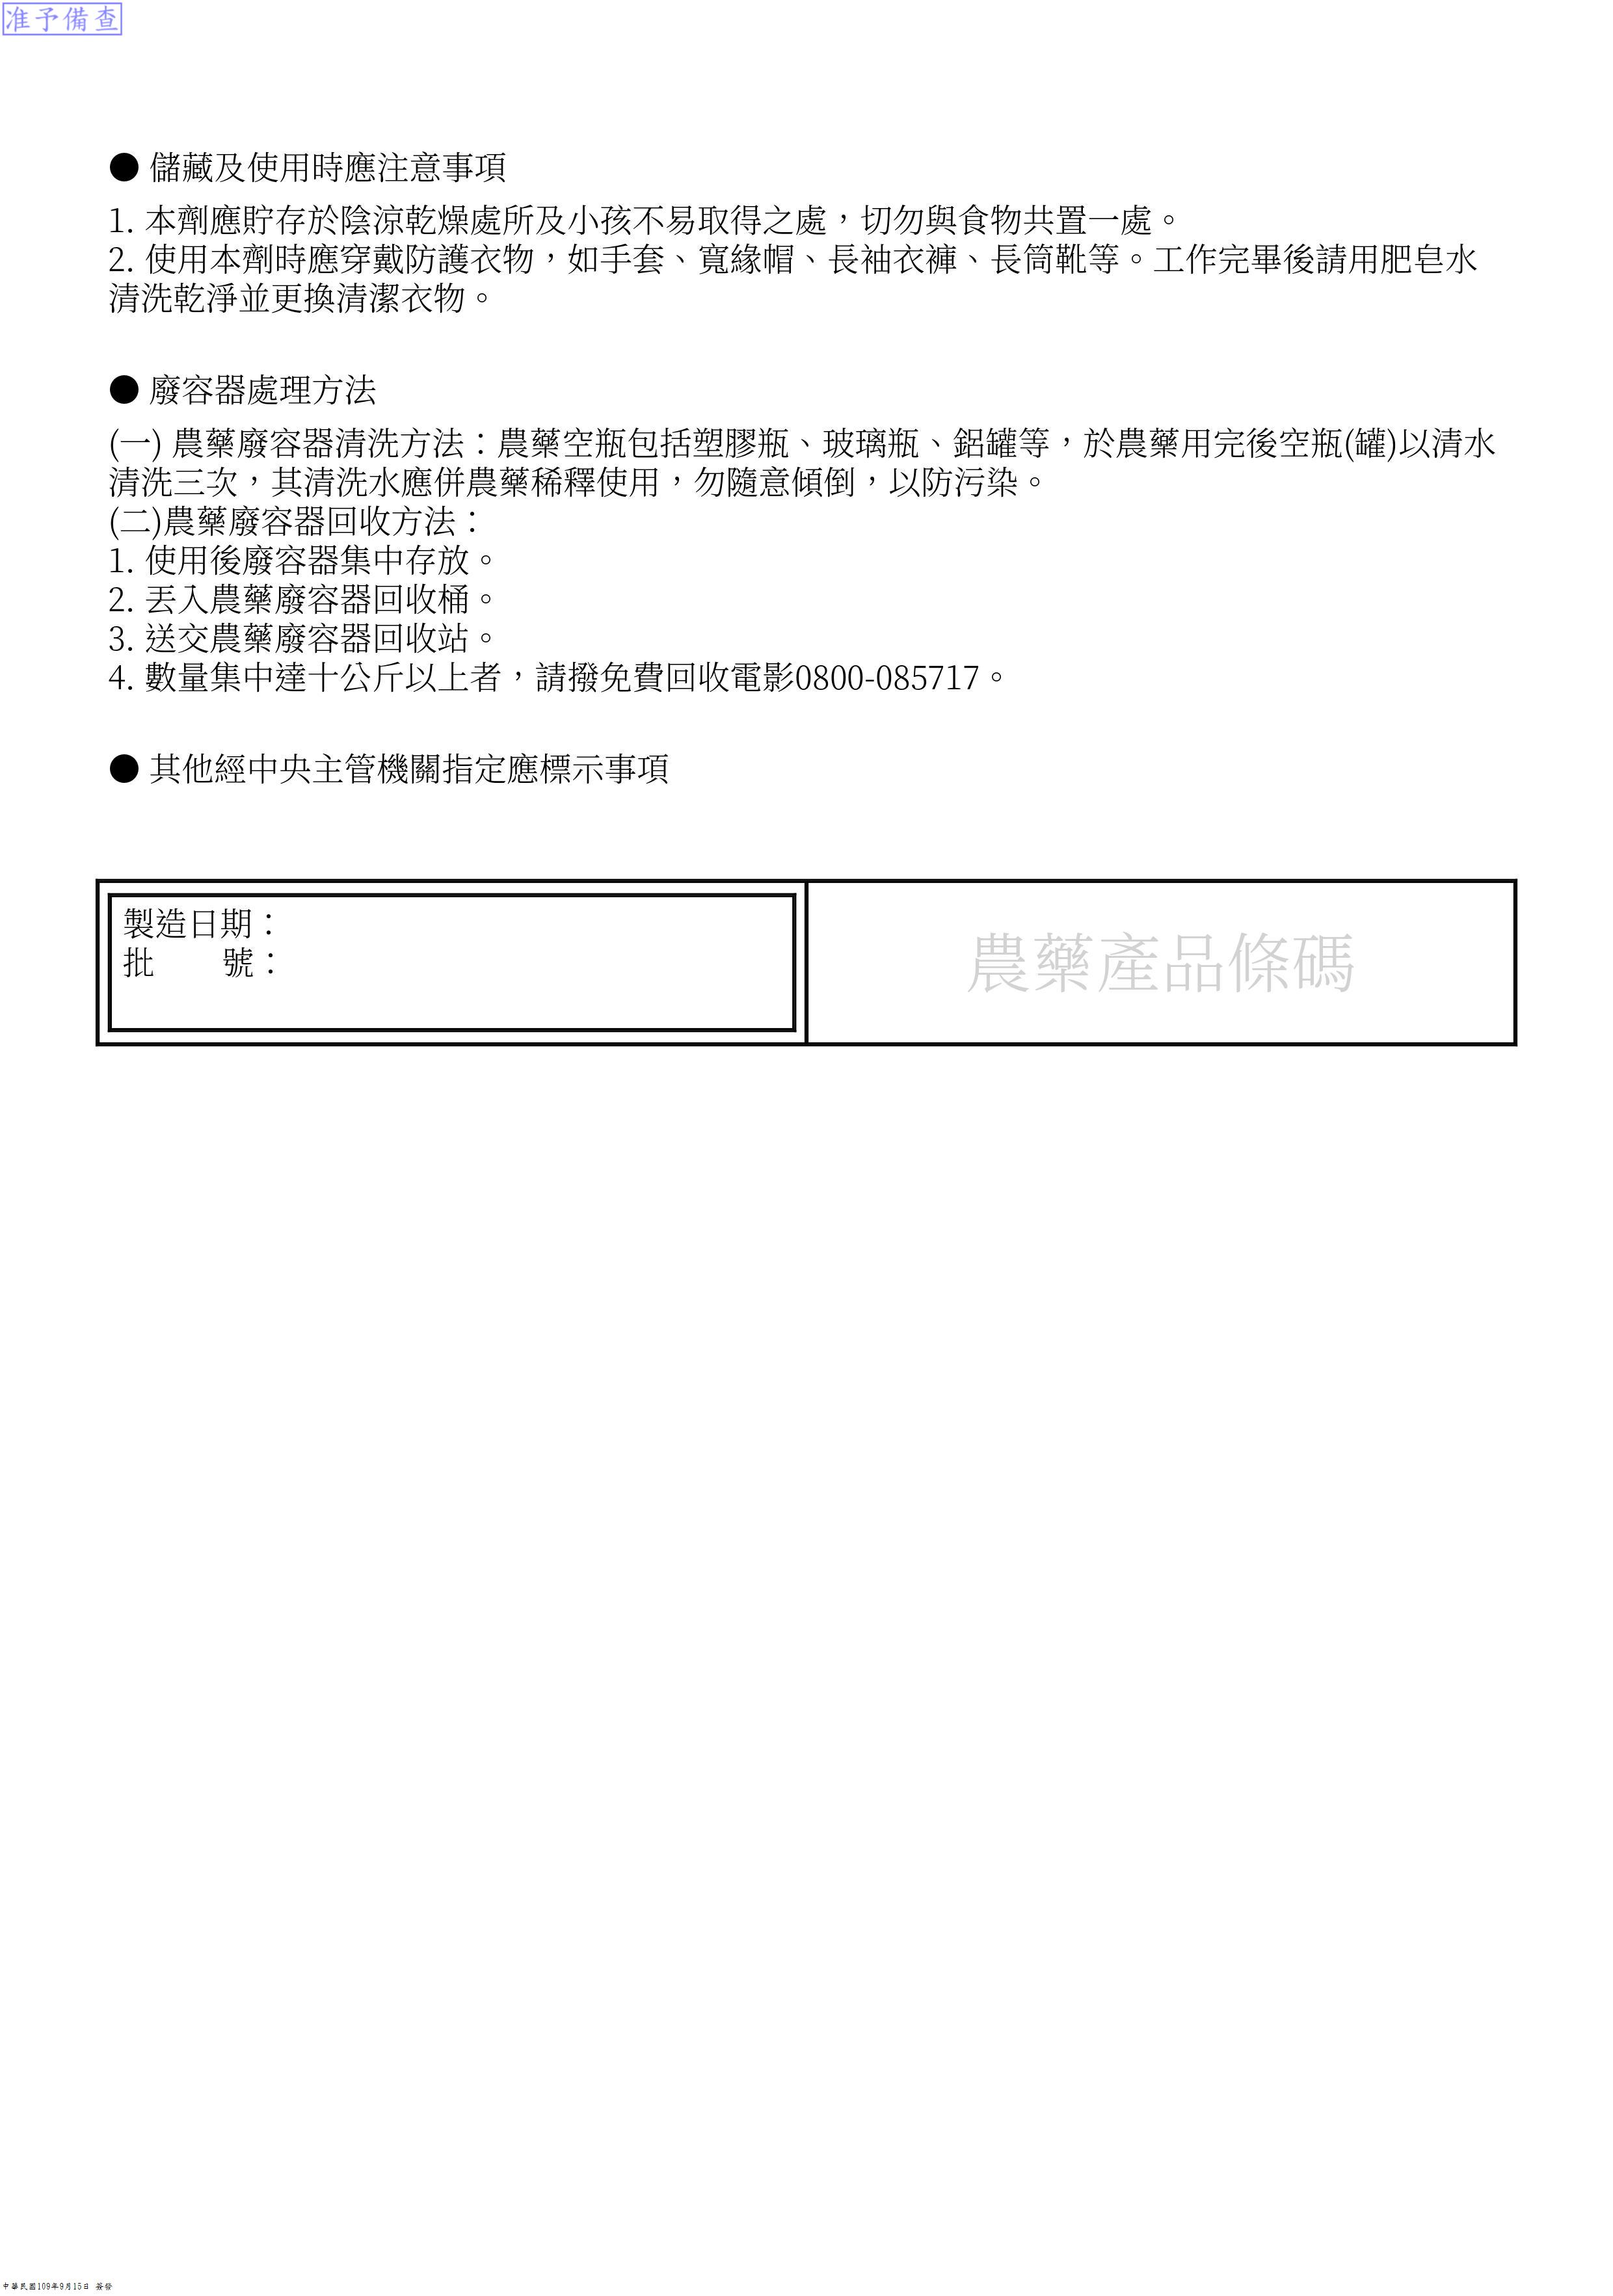 准予備查
● 儲藏及使用時應注意事項
1. 本劑應貯存於陰涼乾燥處所及小孩不易取得之處，切勿與食物共置一處。
2. 使用本劑時應穿戴防護衣物，如手套、寬緣帽、長袖衣褲、長筒靴等。工作完畢後請用肥皂水
清洗乾淨並更換清潔衣物。
● 廢容器處理方法
(一) 農藥廢容器清洗方法：農藥空瓶包括塑膠瓶、玻璃瓶、鋁罐等，於農藥用完後空瓶(罐)以清水
清洗三次，其清洗水應併農藥稀釋使用，勿隨意傾倒，以防污染。
(二)農藥廢容器回收方法：
1. 使用後廢容器集中存放。
2. 丟入農藥廢容器回收桶。
3. 送交農藥廢容器回收站。
4. 數量集中達十公斤以上者，請撥免費回收電影0800-085717。
● 其他經中央主管機關指定應標示事項
製造日期：
批　　號：
農藥產品條碼
中華民國109年9月15日 簽發